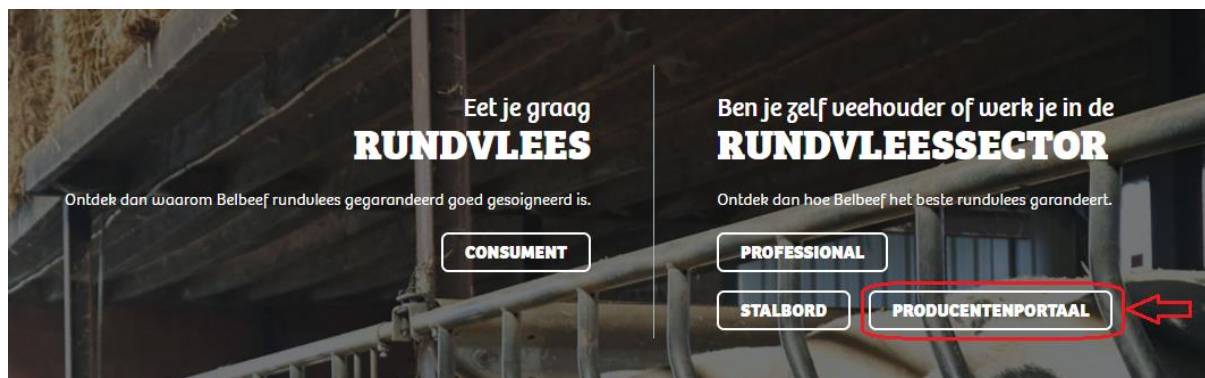 Eet je graag
RUNDVLEES
Ontdek dan waarom Belbeef rundvlees gegarandeerd goed gesoigneerd is.
CONSUMENT
Ben je zelf veehouder of werk je in de
RUNDVLEESSECTOR
Ontdek dan hoe Belbeef het beste rundvlees garandeert.
PROFESSIONAL
STALBORD
PRODUCENTENPORTAAL